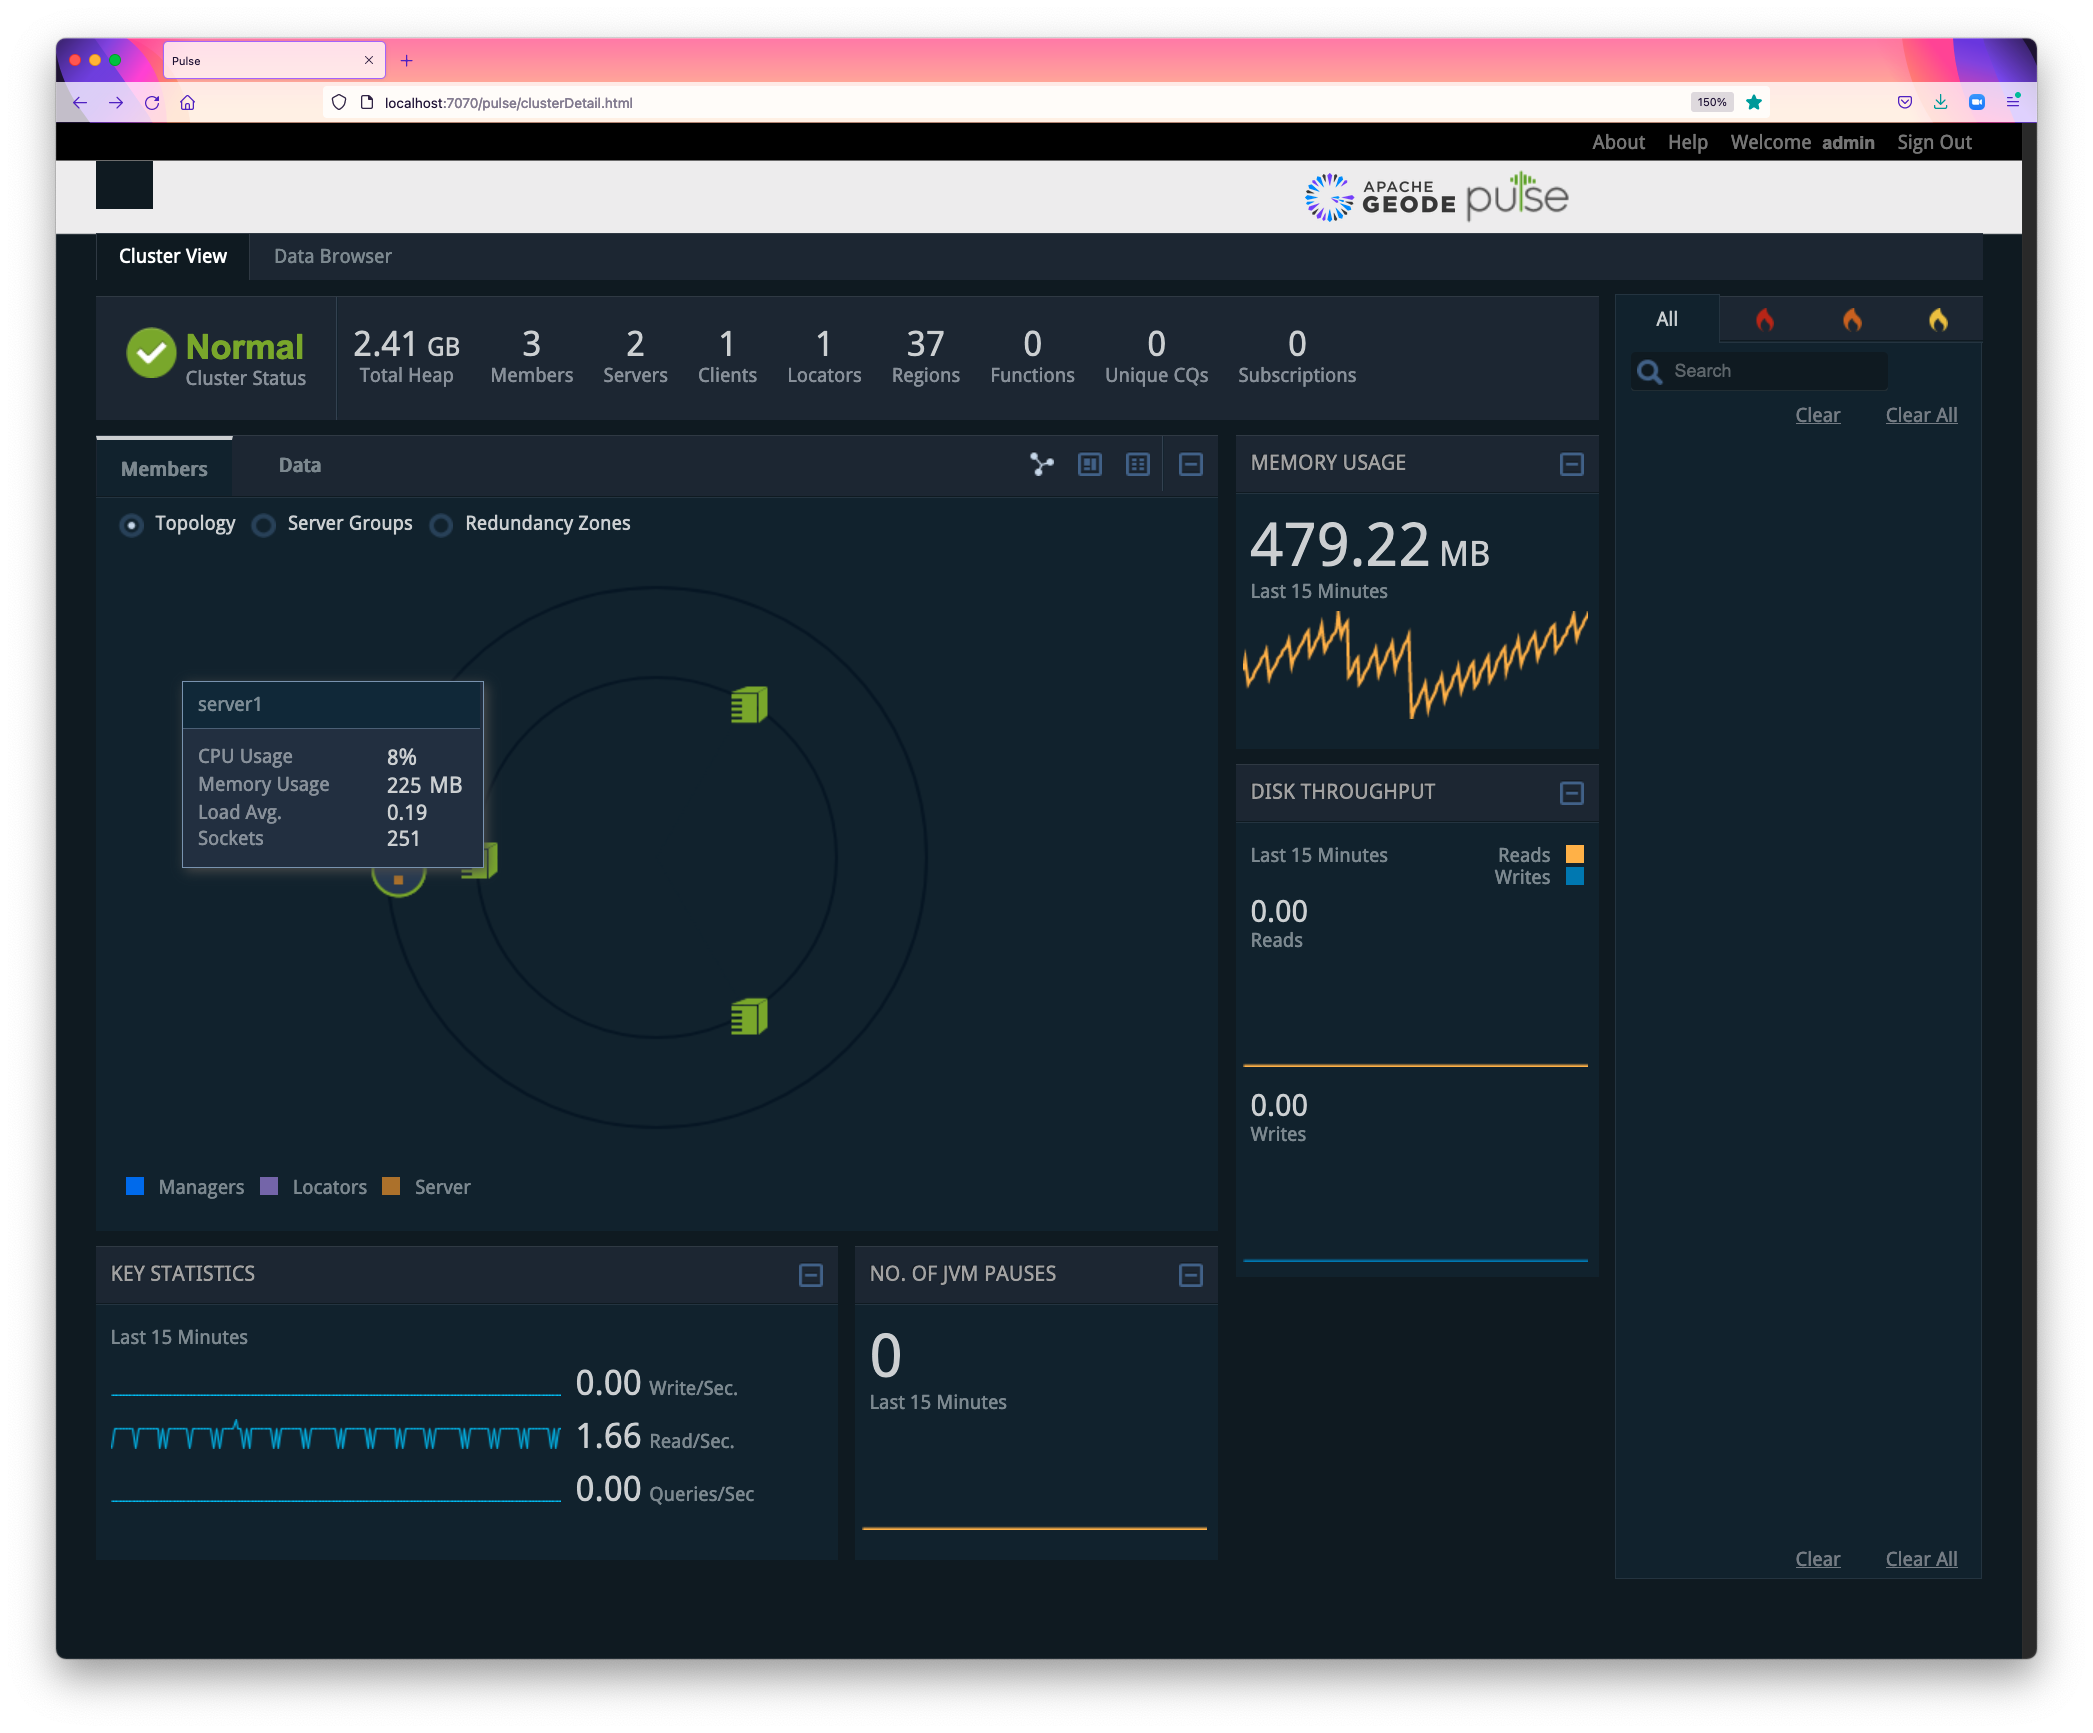 Pulse
localhost:7070/pulse/clusterDetail.html
150%
About Help Welcome admin Sign Out
APACHE
GEODE
pulse
Cluster View Data Browser
Normal
Cluster Status
2.41 GB
Total Heap
3
Members
2
Servers
1
Clients
1
Locators
37
Regions
0
Functions
0
Unique CQs
0
Subscriptions
All
Search
Clear Clear All
Members Data
Topology Server Groups Redundancy Zones
server1
CPU Usage 8%
Memory Usage 225 MB
Load Avg. 0.19
Sockets 251
Managers Locators Server
MEMORY USAGE
479.22 MB
Last 15 Minutes
DISK THROUGHPUT
Last 15 Minutes
Reads
Writes
0.00
Reads
0.00
Writes
KEY STATISTICS
Last 15 Minutes
0.00 Write/Sec.
1.66 Read/Sec.
0.00 Queries/Sec
NO. OF JVM PAUSES
0
Last 15 Minutes
Clear Clear All